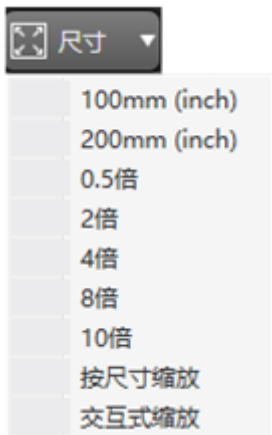 尺寸
100mm (inch)
200mm (inch)
0.5倍
2倍
4倍
8倍
10倍
按尺寸缩放
交互式缩放